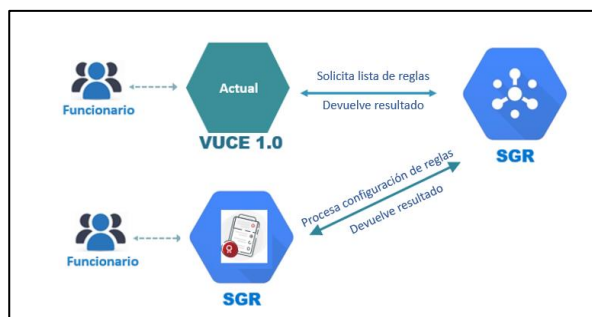 Funcionario
Actual
VUCE 1.0
Solicita lista de reglas
Devuelve resultado
SGR
Funcionario
SGR
Procesa configuración de reglas
Devuelve resultado